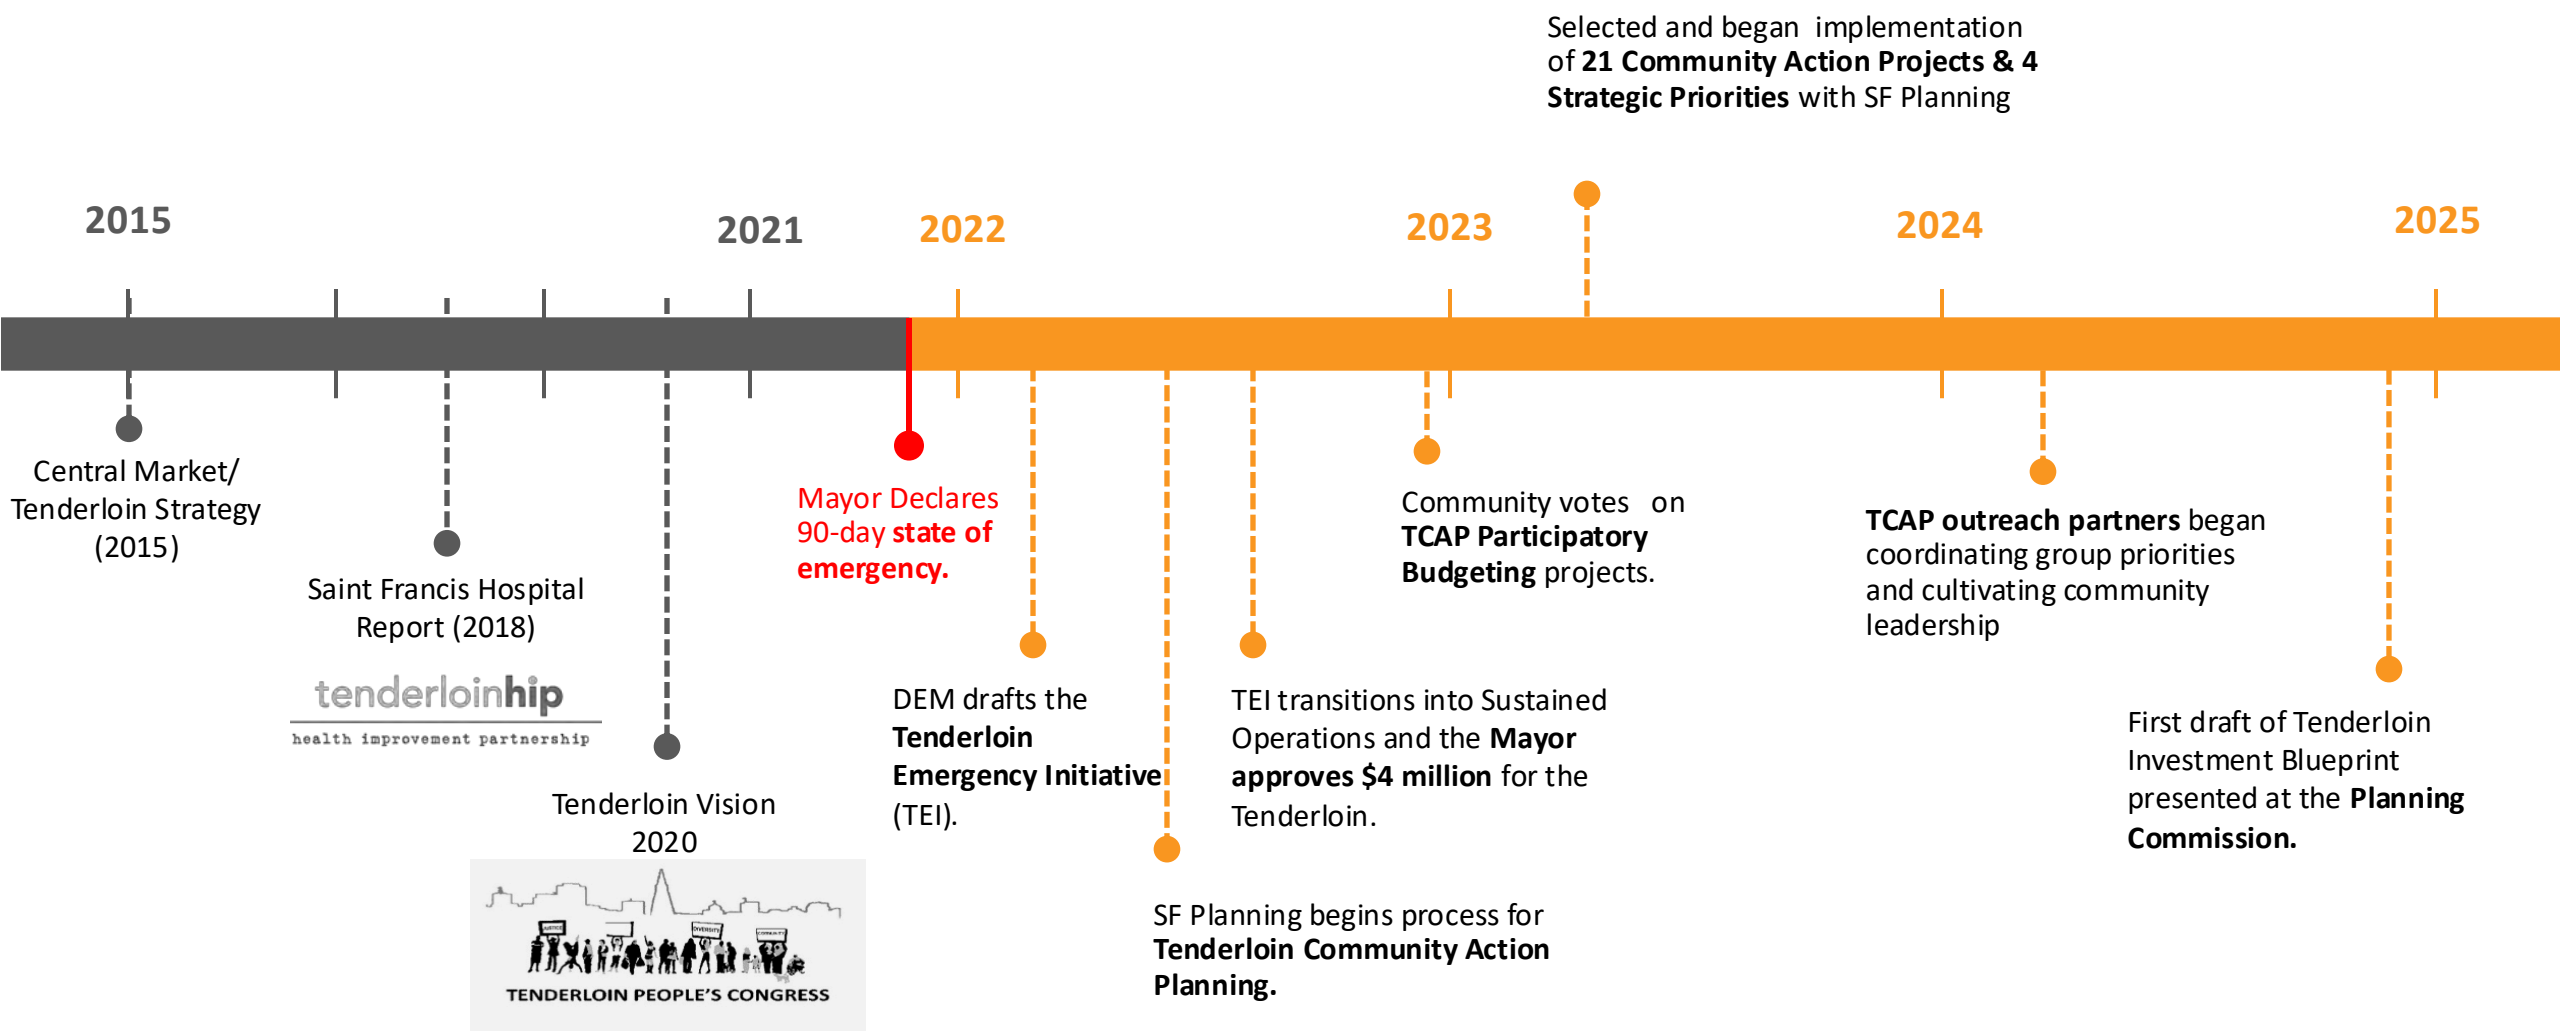 Selected and began implementation
of 21 Community Action Projects & 4
Strategic Priorities with SF Planning
2015
2021
2022
2023
2024
2025
Central Market/
Tenderloin Strategy
(2015)
Saint Francis Hospital
Report (2018)
tenderloinhip
health improvement partnership
Tenderloin Vision
2020
JUSTICE
DIVERSITY
COMMUNITY
TENDERLOIN PEOPLE'S CONGRESS
Mayor Declares
90-day state of
emergency.
DEM drafts the
Tenderloin
Emergency Initiative
(TEI).
SF Planning begins process for
Tenderloin Community Action
Planning.
TEI transitions into Sustained
Operations and the Mayor
approves $4 million for the
Tenderloin.
Community votes on
TCAP Participatory
Budgeting projects.
TCAP outreach partners began
coordinating group priorities
and cultivating community
leadership
First draft of Tenderloin
Investment Blueprint
presented at the Planning
Commission.